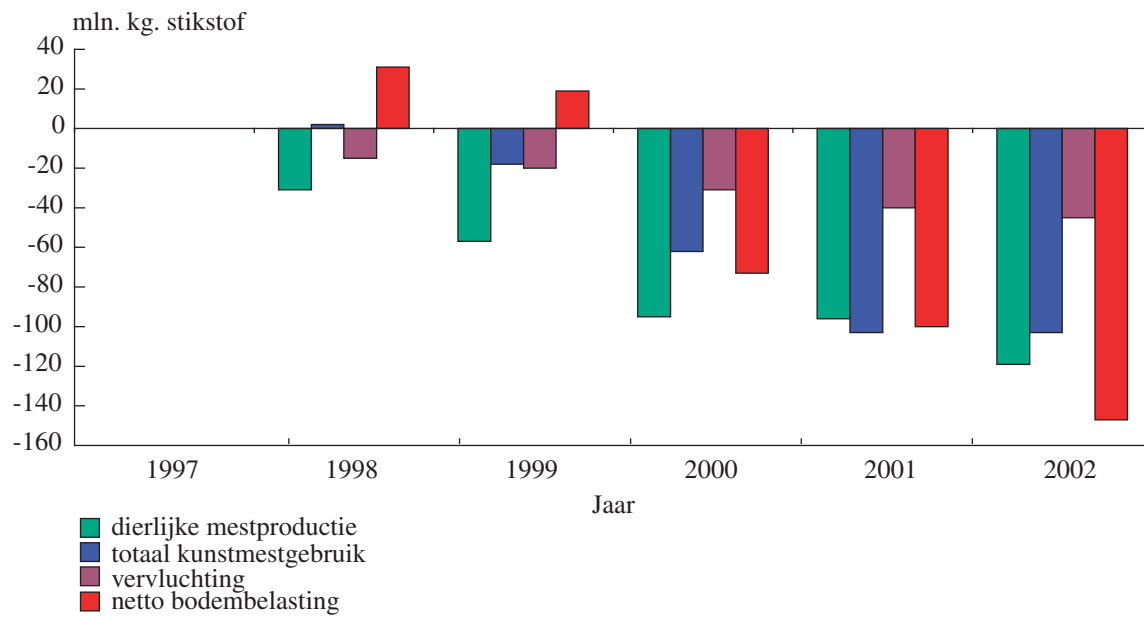 mln. kg. stikstof
40
20
0
-20
-40
-60
-80
-100
-120
-140
-160
1997 1998 1999 2000 2001 2002
Jaar
dierlijke mestproductie
totaal kunstmestgebruik
vervluchting
netto bodembelasting